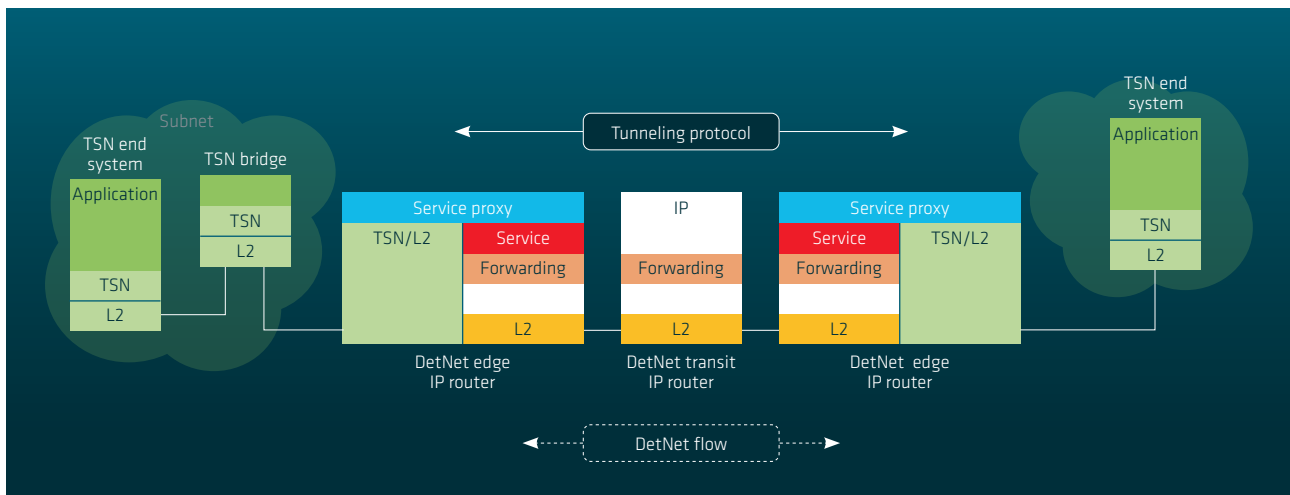 Subnet
TSN end
system
Application
TSN
L2
TSN bridge
TSN
L2
Tunneling protocol
Service proxy
TSN/L2
Service
Forwarding
L2
DetNet edge
IP router
IP
Forwarding
L2
DetNet transit
IP router
Service proxy
Service
TSN/L2
Forwarding
L2
DetNet edge
IP router
TSN end
system
Application
TSN
L2
DetNet flow